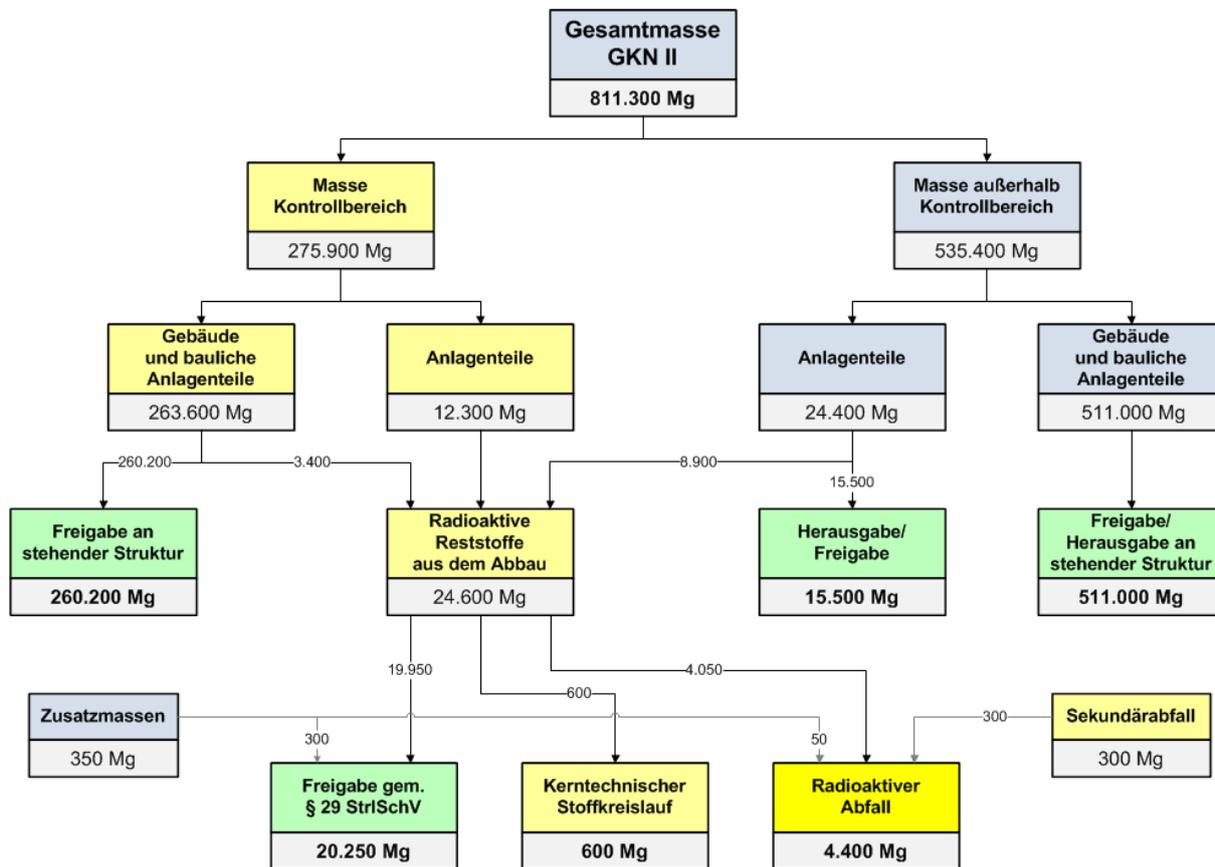 Gesamtmasse
GKN II
811.300 Mg
Masse
Kontrollbereich
275.900 Mg
Masse außerhalb
Kontrollbereich
535.400 Mg
Gebäude
und bauliche
Anlagenteile
263.600 Mg
Anlagenteile
12.300 Mg
Anlagenteile
24.400 Mg
Gebäude
und bauliche
Anlagenteile
511.000 Mg
260.200
3.400
8.900
15.500
Freigabe an
stehender Struktur
260.200 Mg
Radioaktive
Reststoffe
aus dem Abbau
24.600 Mg
Herausgabe/
Freigabe
15.500 Mg
Freigabe/
Herausgabe an
stehender Struktur
511.000 Mg
19.950
600
4.050
Zusatzmassen
350 Mg
300
50
300
Sekundärabfall
300 Mg
Freigabe gem.
§ 29 StrlSchV
20.250 Mg
Kerntechnischer
Stoffkreislauf
600 Mg
Radioaktiver
Abfall
4.400 Mg